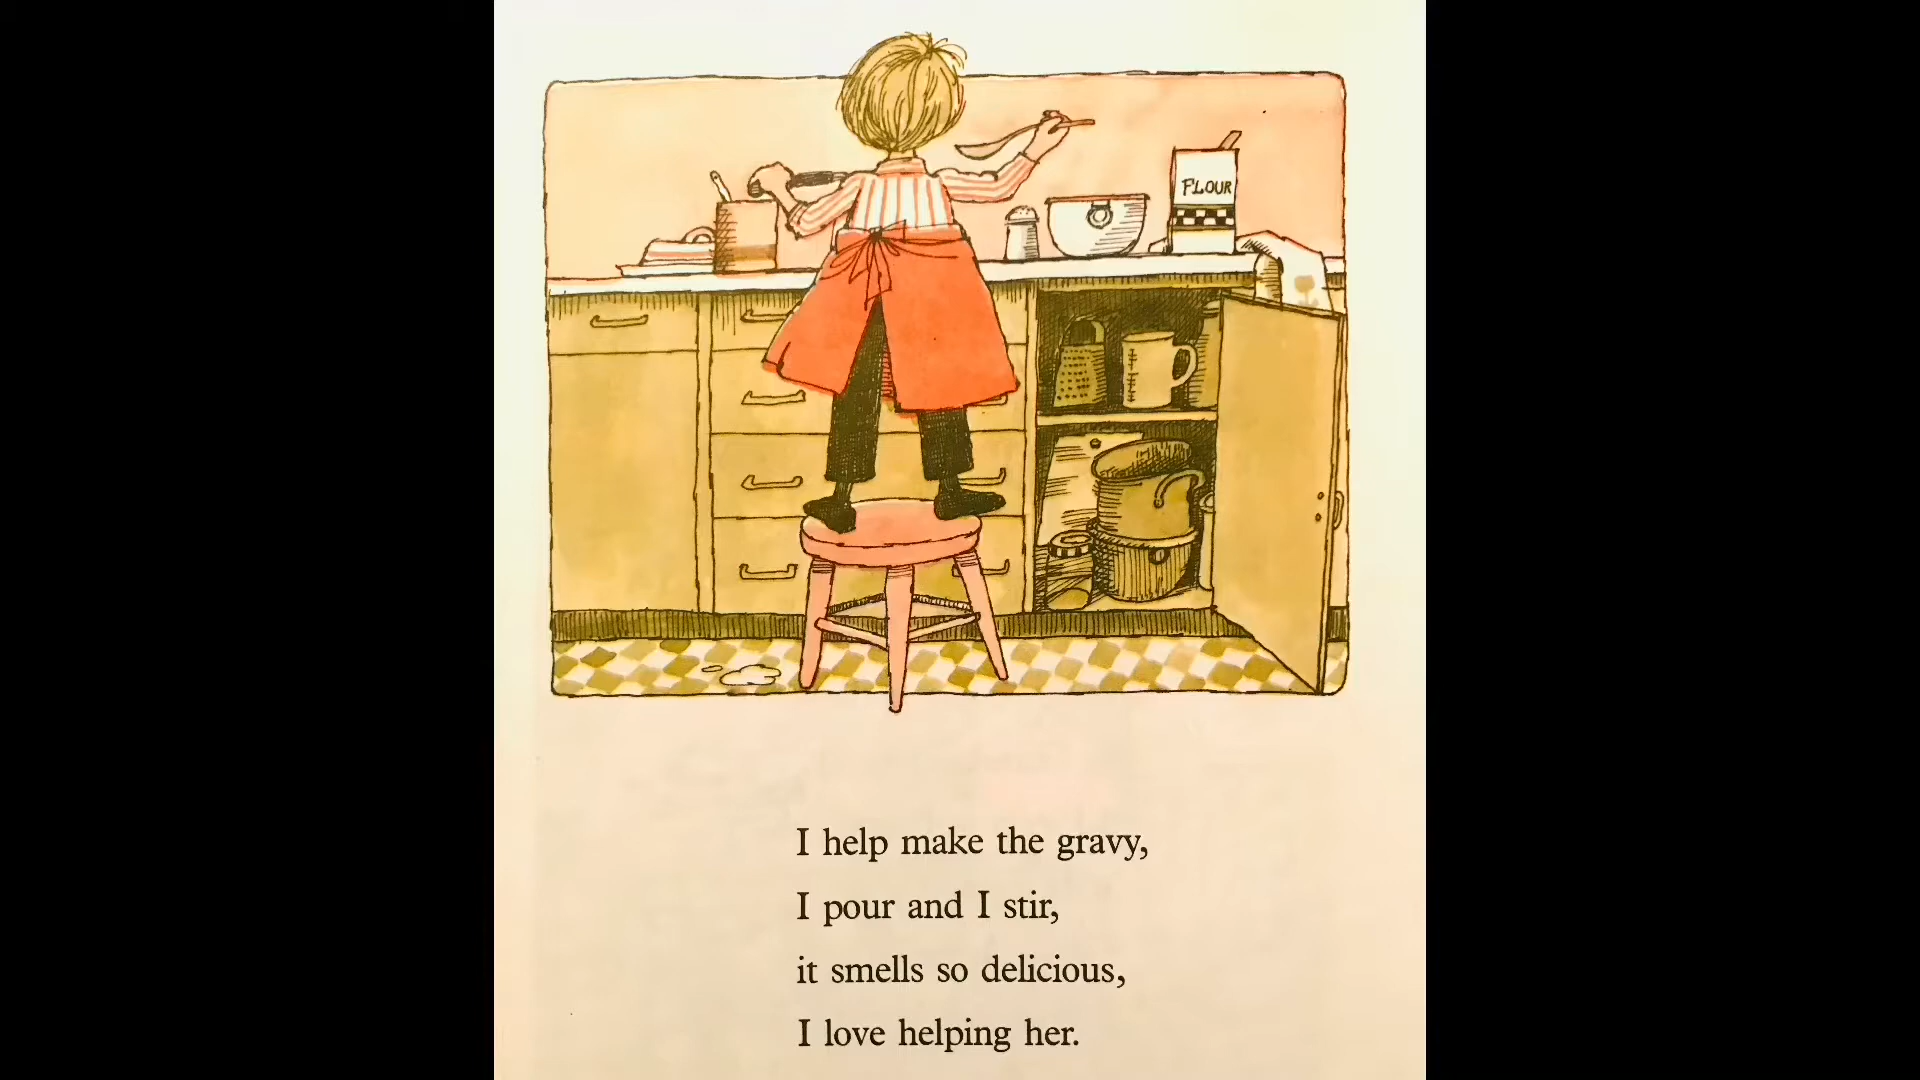 FLOUR
I help make the gravy,
I pour and I stir,
it smells so delicious,
I love helping her.